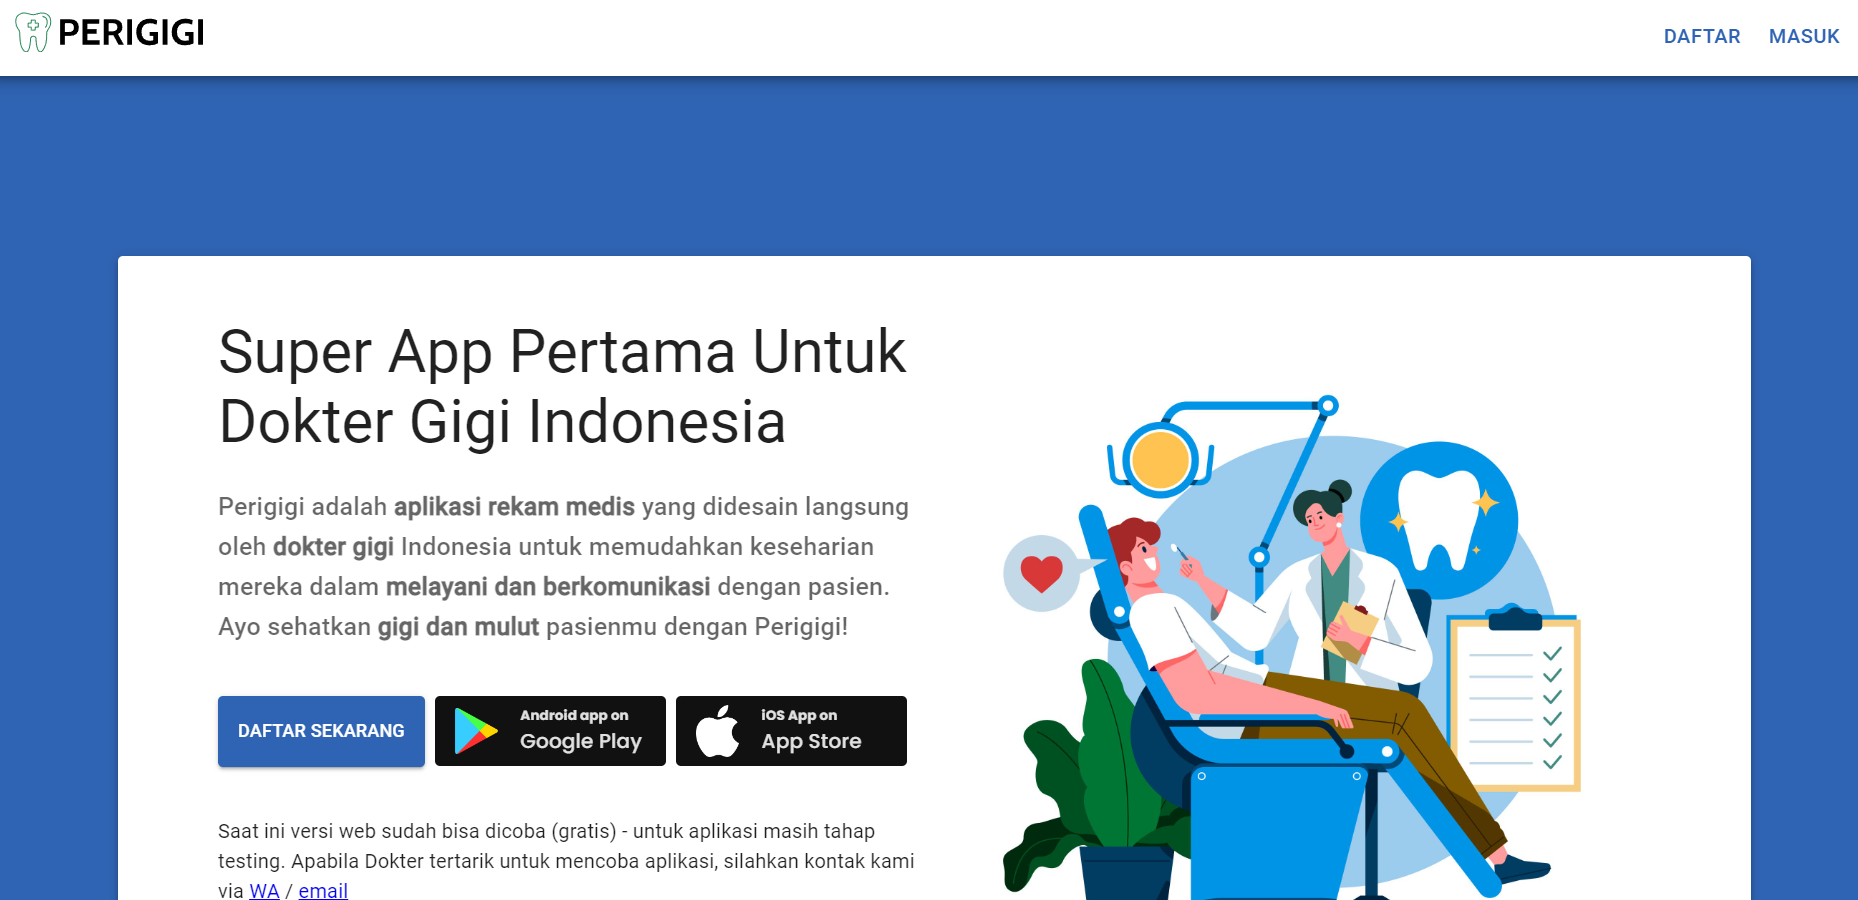 PERIGIGI
DAFTAR MASUK
Super App Pertama Untuk
Dokter Gigi Indonesia
Perigigi adalah aplikasi rekam medis yang didesain langsung
oleh dokter gigi Indonesia untuk memudahkan keseharian
mereka dalam melayani dan berkomunikasi dengan pasien.
Ayo sehatkan gigi dan mulut pasienmu dengan Perigigi!
DAFTAR SEKARANG
Android app on
Google Play
iOS App on
App Store
Saat ini versi web sudah bisa dicoba (gratis) - untuk aplikasi masih tahap
testing. Apabila Dokter tertarik untuk mencoba aplikasi, silahkan kontak kami
via WA / email